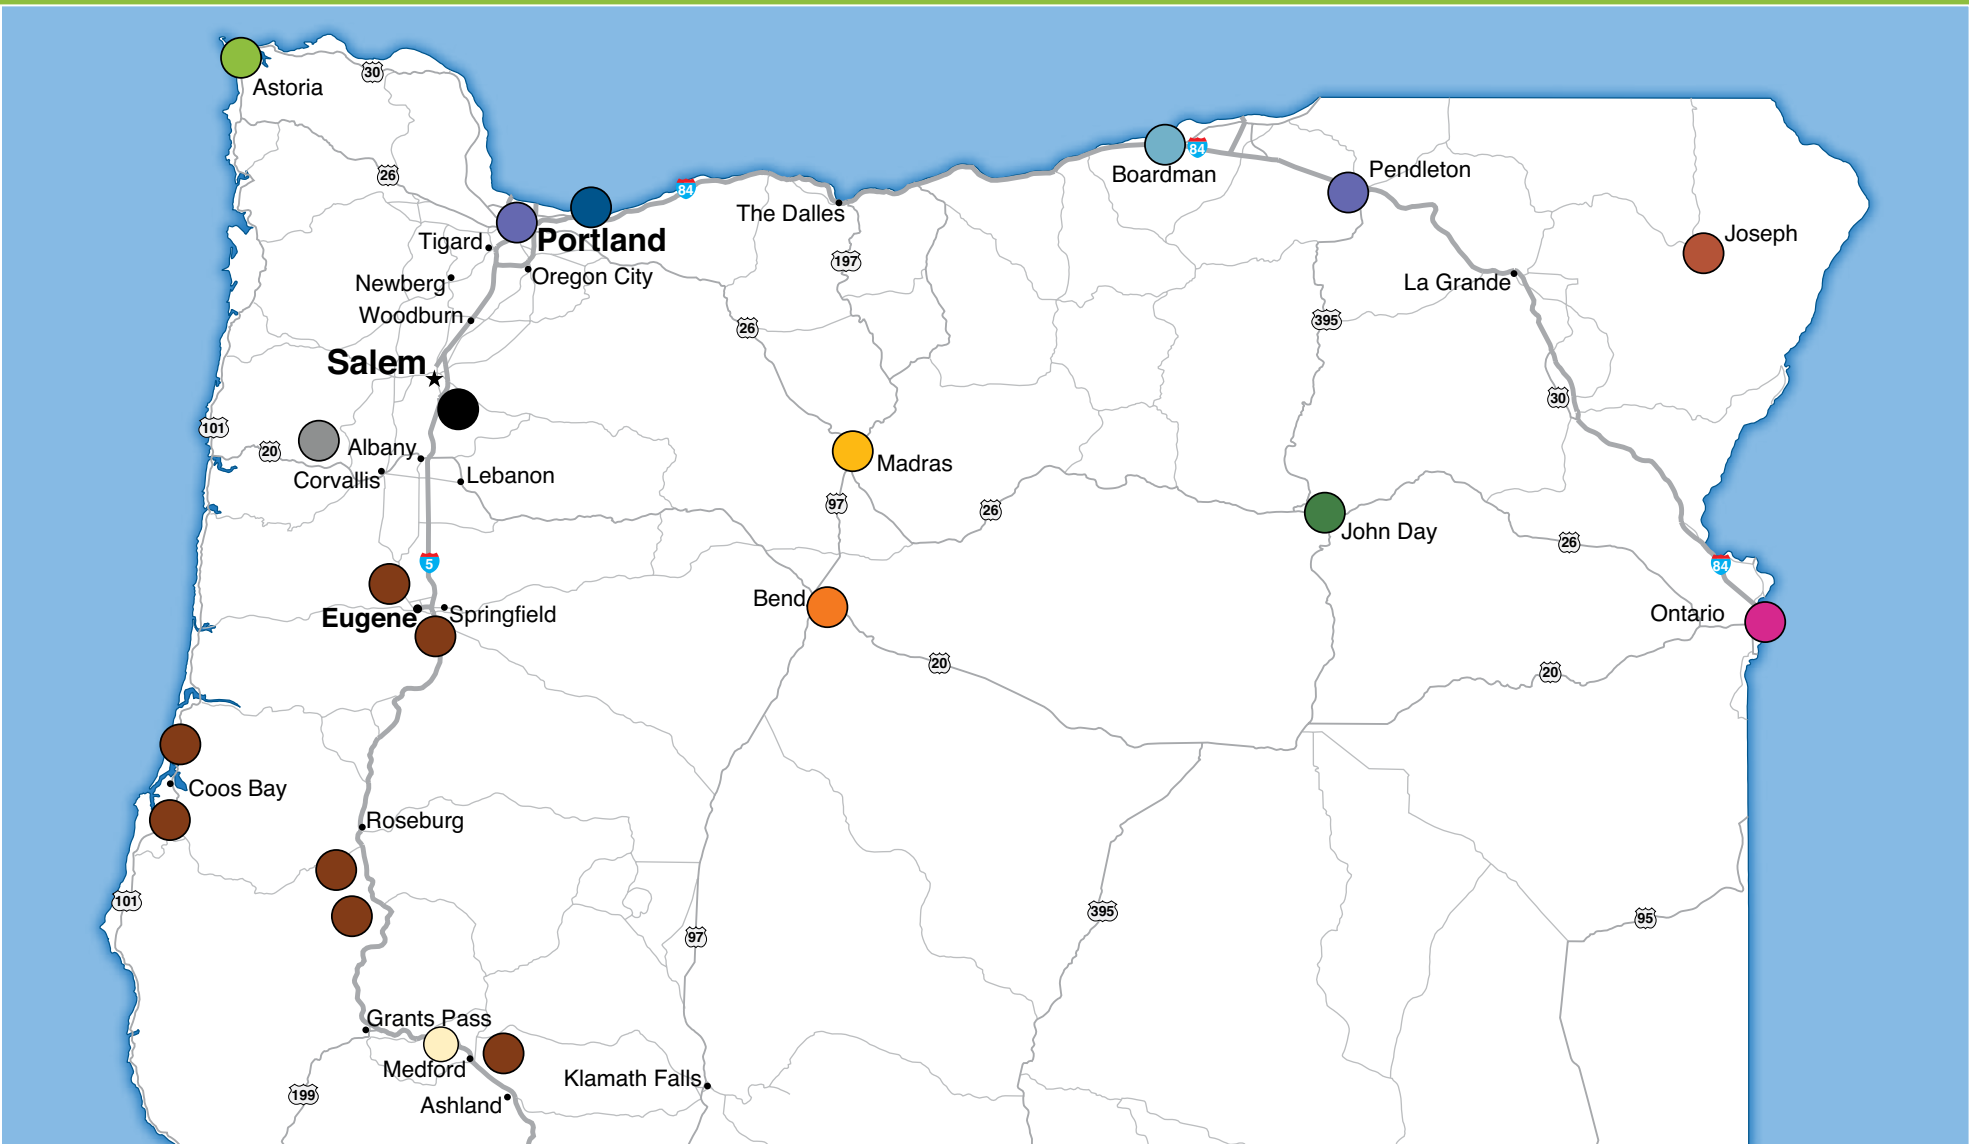 Astoria
30
26
84
Boardman
84
Pendleton
The Dalles
Tigard
Portland
Joseph
197
Oregon City
Newberg
La Grande
Woodburn
26
395
Salem
30
101
20
Albany
Madras
Corvallis
Lebanon
97
26
John Day
26
5
84
Bend
Eugene
Springfield
Ontario
20
20
Coos Bay
Roseburg
101
395
95
97
Grants Pass
Medford
Klamath Falls
199
Ashland